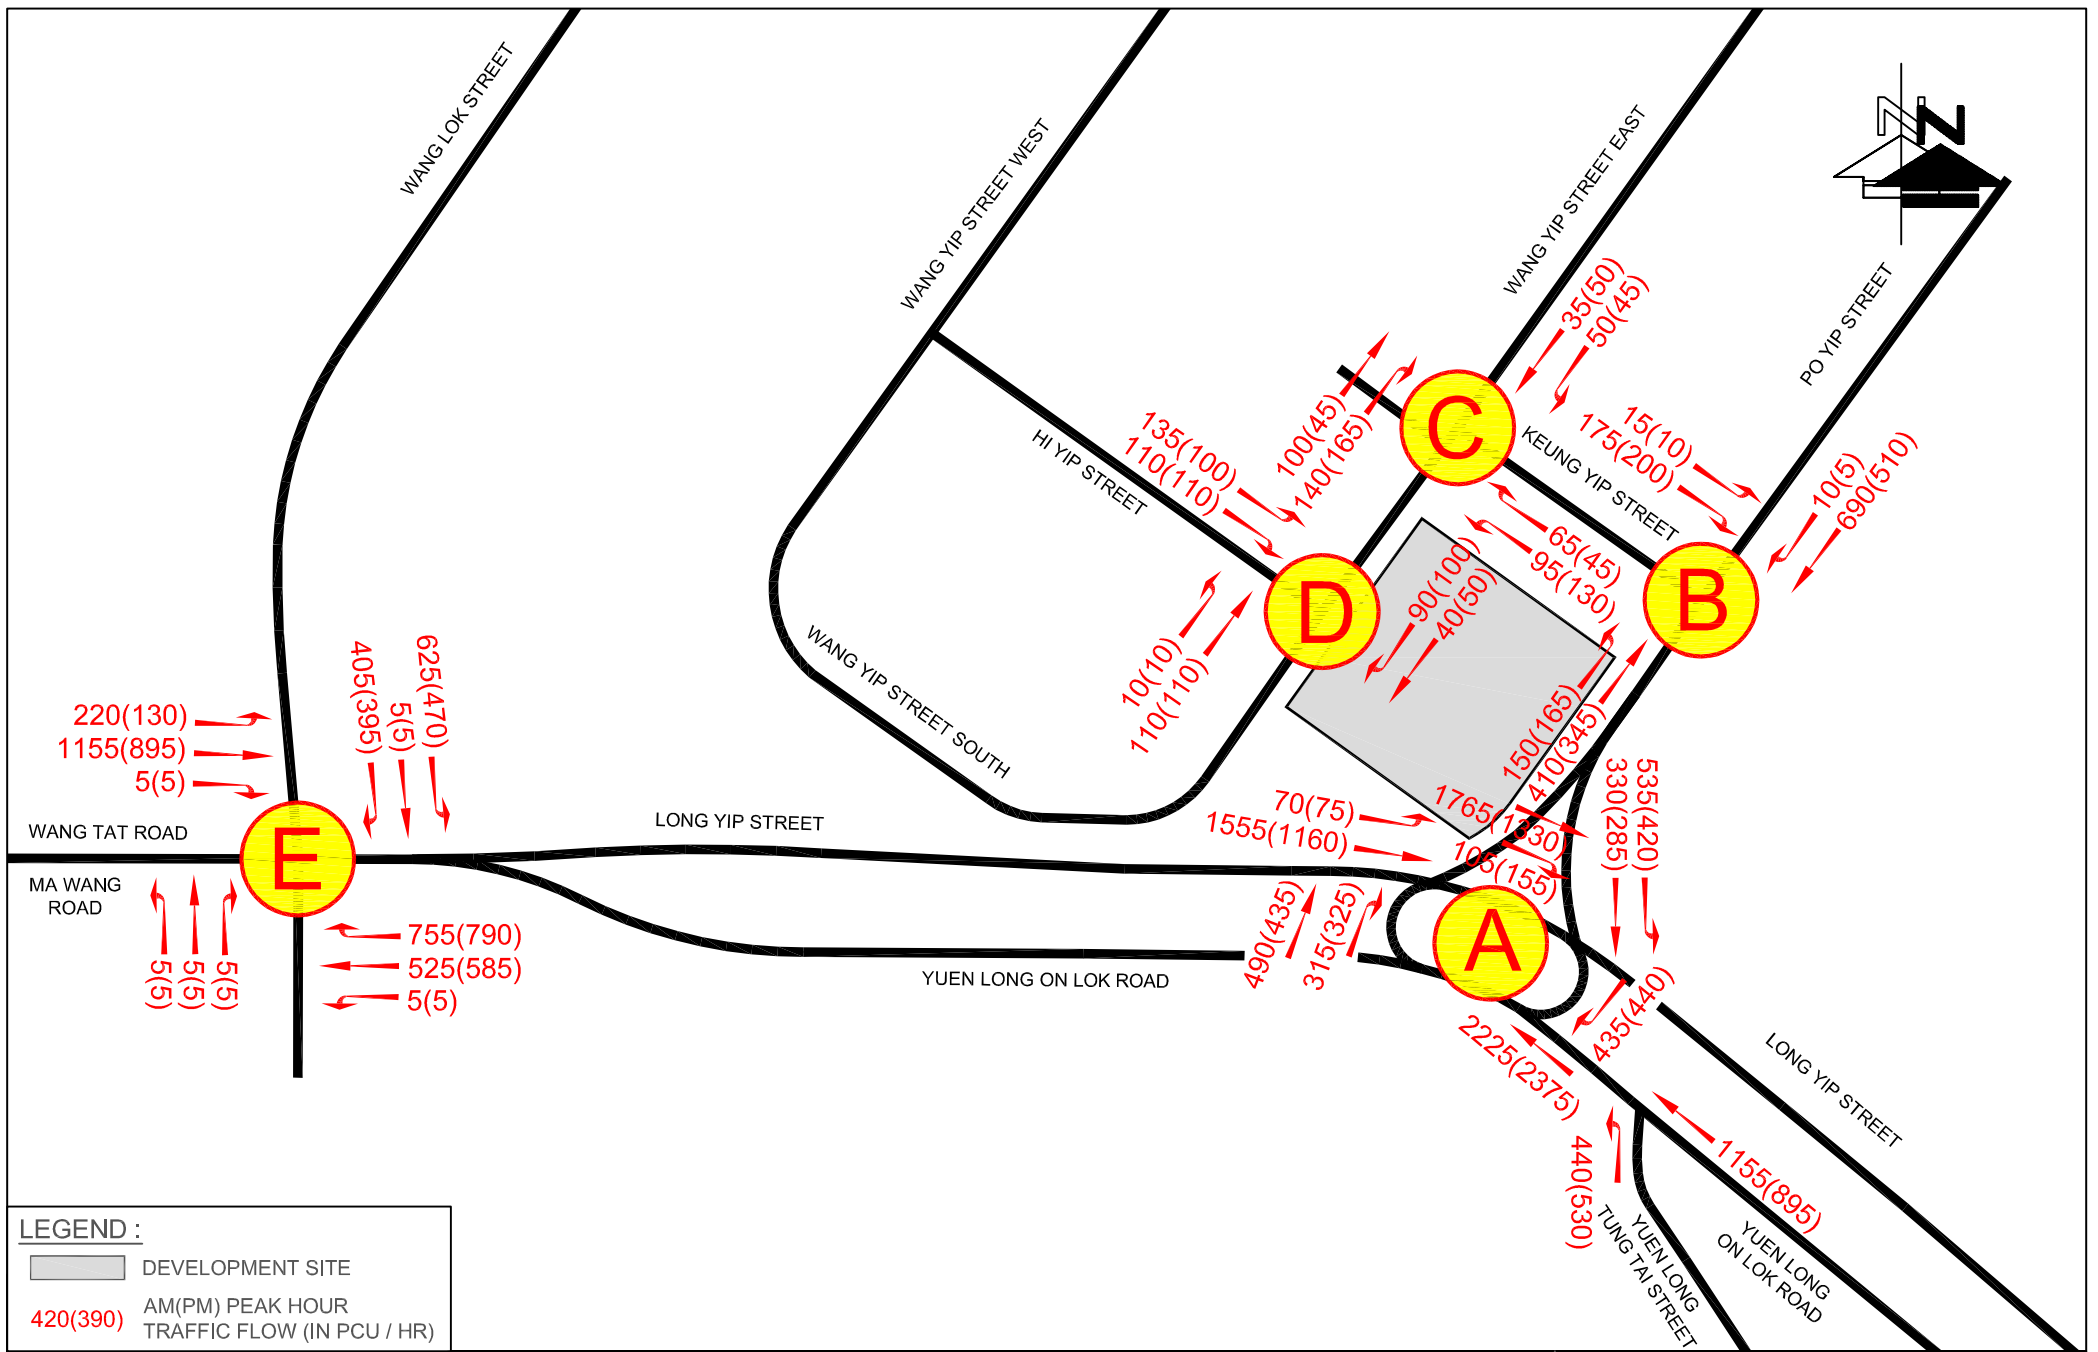 WANG LOK STREET
WANG YIP STREET WEST
WANG YIP STREET EAST
N
N
PO YIP STREET
35(50)
50(45)
C
KEUNG YIP STREET
15(10)
175(200)
10(5)
690(510)
100(45)
140(165)
135(100)
110(110)
HI YIP STREET
65(45)
95(130)
B
D
90(100)
40(50)
10(10)
110(110)
WANG YIP STREET SOUTH
150(165)
410(345)
405(395)
5(5)
625(470)
220(130)
1155(895)
5(5)
WANG TAT ROAD
MA WANG
ROAD
E
LONG YIP STREET
70(75)
1555(1160)
1765(1330)
105(155)
330(285)
535(420)
5(5)
5(5)
5(5)
755(790)
525(585)
5(5)
YUEN LONG ON LOK ROAD
490(435)
315(325)
A
435(440)
2225(2375)
LONG YIP STREET
440(530)
1155(895)
YUEN LONG
TUNG TAI STREET
YUEN LONG
ON LOK ROAD
LEGEND :
DEVELOPMENT SITE
420(390)
AM(PM) PEAK HOUR
TRAFFIC FLOW (IN PCU / HR)